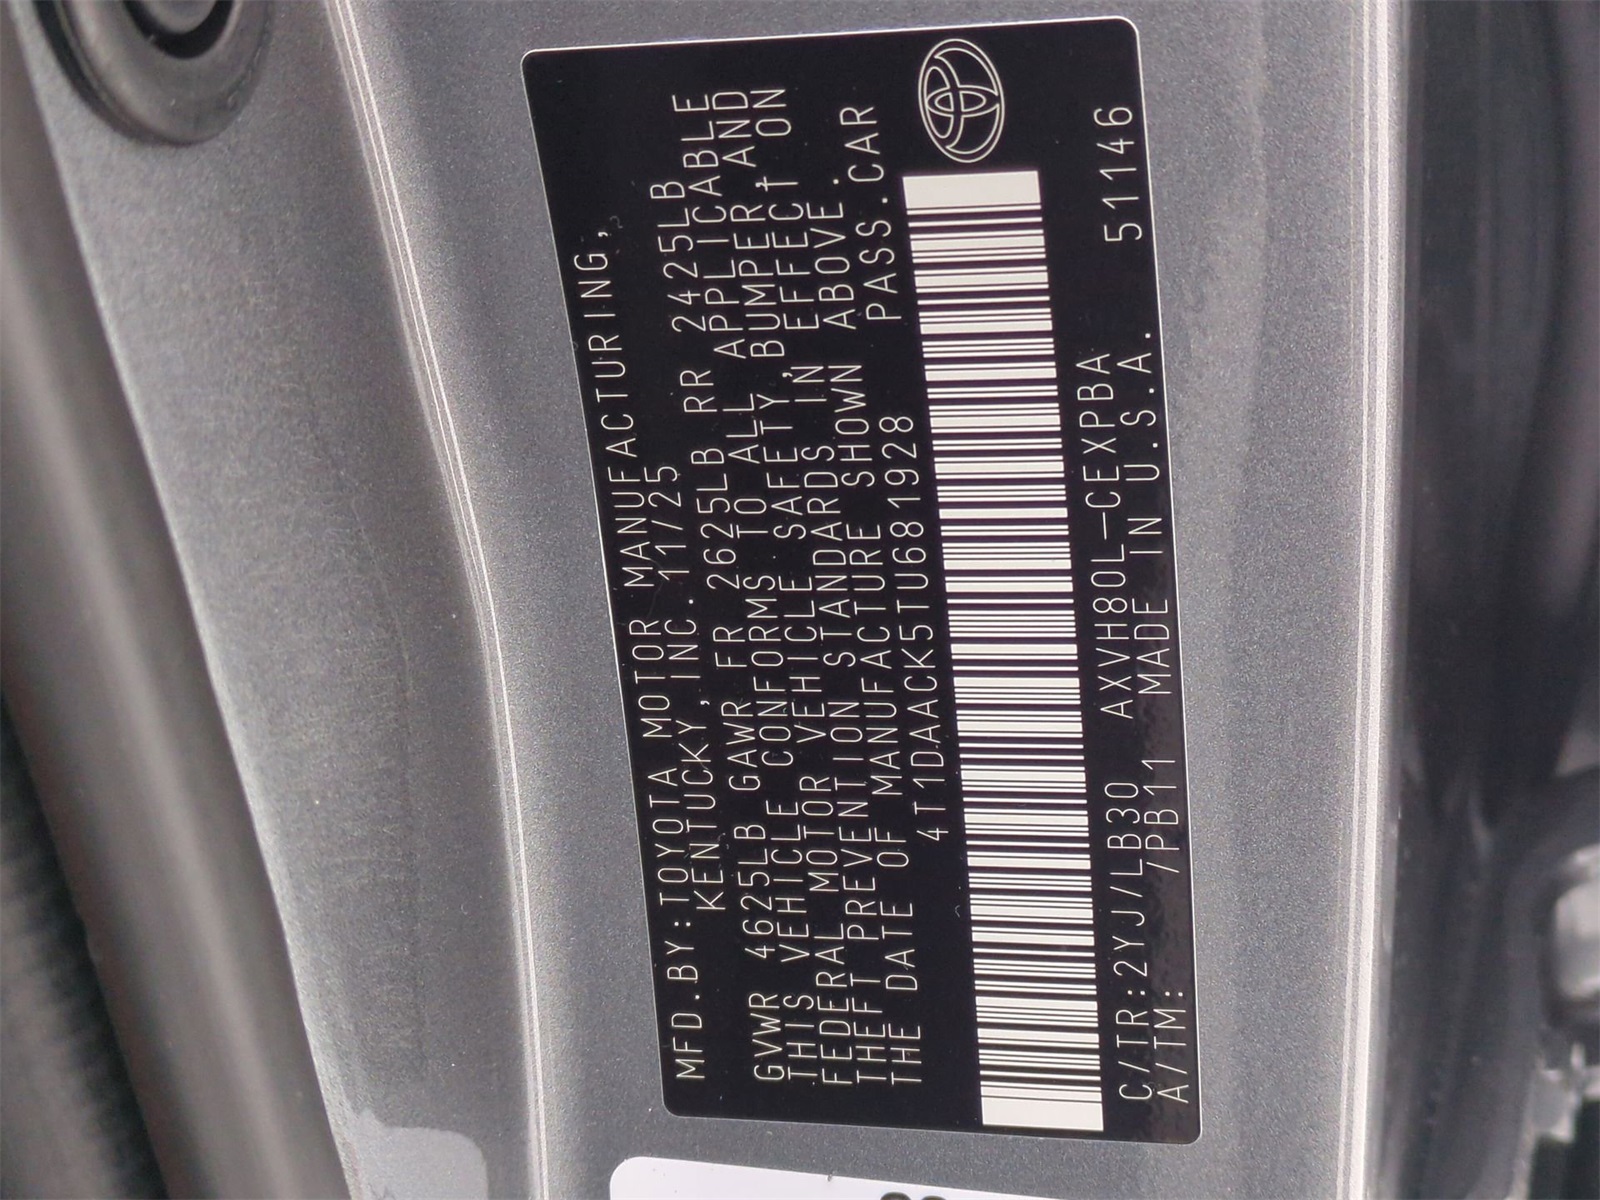 MFD.BY:TOYOTA MOTOR MANUFACTURING,
KENTUCKY, INC. 11/25
GVWR 4625LB GAWR FR 2625LB RR 2425LB
THIS VEHICLE CONFORMS TO ALL APPLICABLE
FEDERAL MOTOR VEHICLE SAFETY, BUMPER, AND
THEFT PREVENTION STANDARDS IN EFFECT ON
THE DATE OF MANUFACTURE SHOWN ABOVE.
4T1DAACK5TU681928 PASS.CAR
C/TR:2YJ/LB30 AXVH80L-CEXPBA 51146
A/TM: /PB11 MADE IN U.S.A.